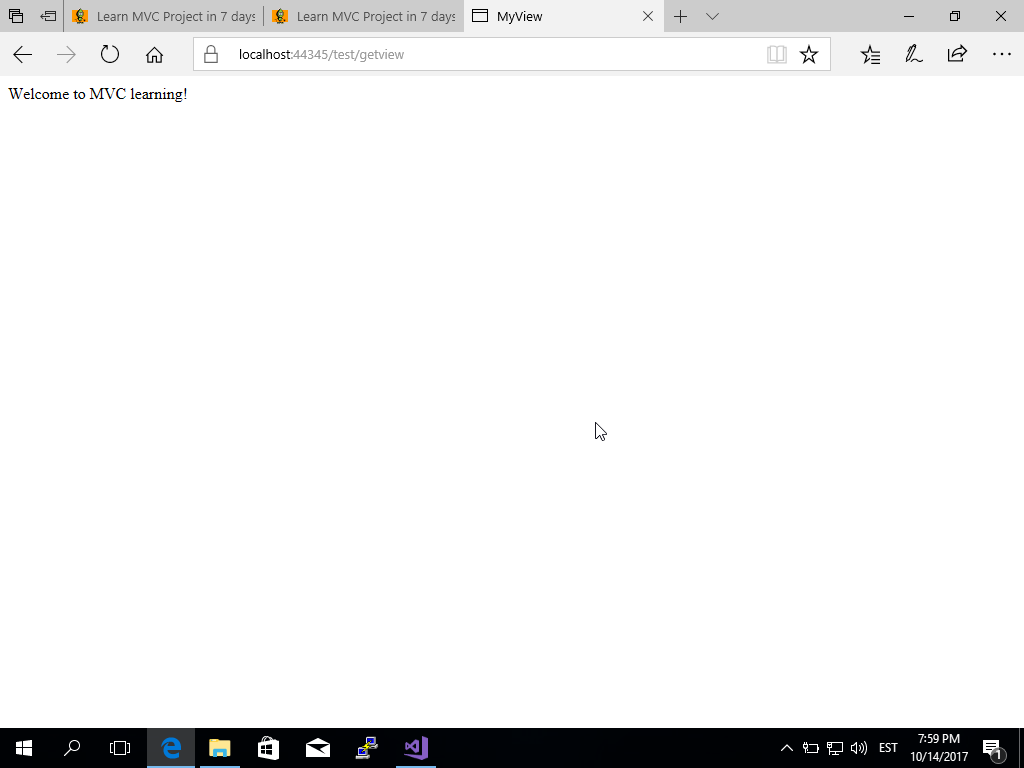 Learn MVC Project in 7 days
Learn MVC Project in 7 days
MyView
localhost:44345/test/getview
Welcome to MVC learning!
EST
7:59 PM
10/14/2017
1